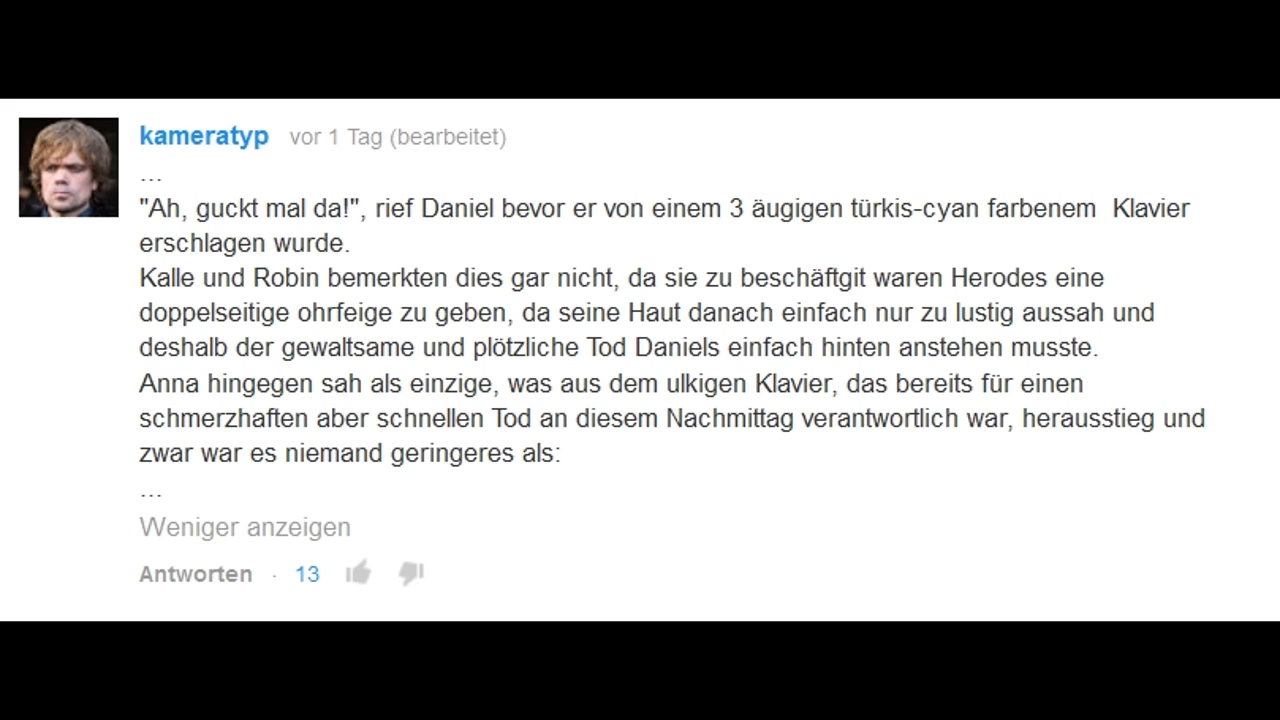 kameratyp vor 1 Tag (bearbeitet)
...
"Ah, guckt mal da!", rief Daniel bevor er von einem 3 äugigen türkis-cyan farbenem  Klavier
erschlagen wurde.
Kalle und Robin bemerkten dies gar nicht, da sie zu beschäftgit waren Herodes eine
doppelseitige ohrfeige zu geben, da seine Haut danach einfach nur zu lustig aussah und
deshalb der gewaltsame und plötzliche Tod Daniels einfach hinten anstehen musste.
Anna hingegen sah als einzige, was aus dem ulkigen Klavier, das bereits für einen
schmerzhaften aber schnellen Tod an diesem Nachmittag verantwortlich war, herausstieg und
zwar war es niemand geringeres als:
...
Weniger anzeigen
Antworten · 13